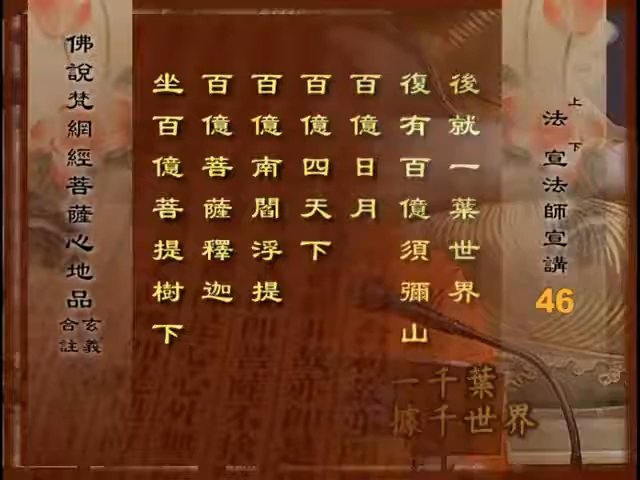 後就一葉世界
復有百億須彌山
百億日月
百億四天下
百億南閻浮提
百億菩薩釋迦
坐百億菩提樹下
上法下宣法師宣講
46
佛說梵網經菩薩心地品
玄義
合註
一千葉
據千世界